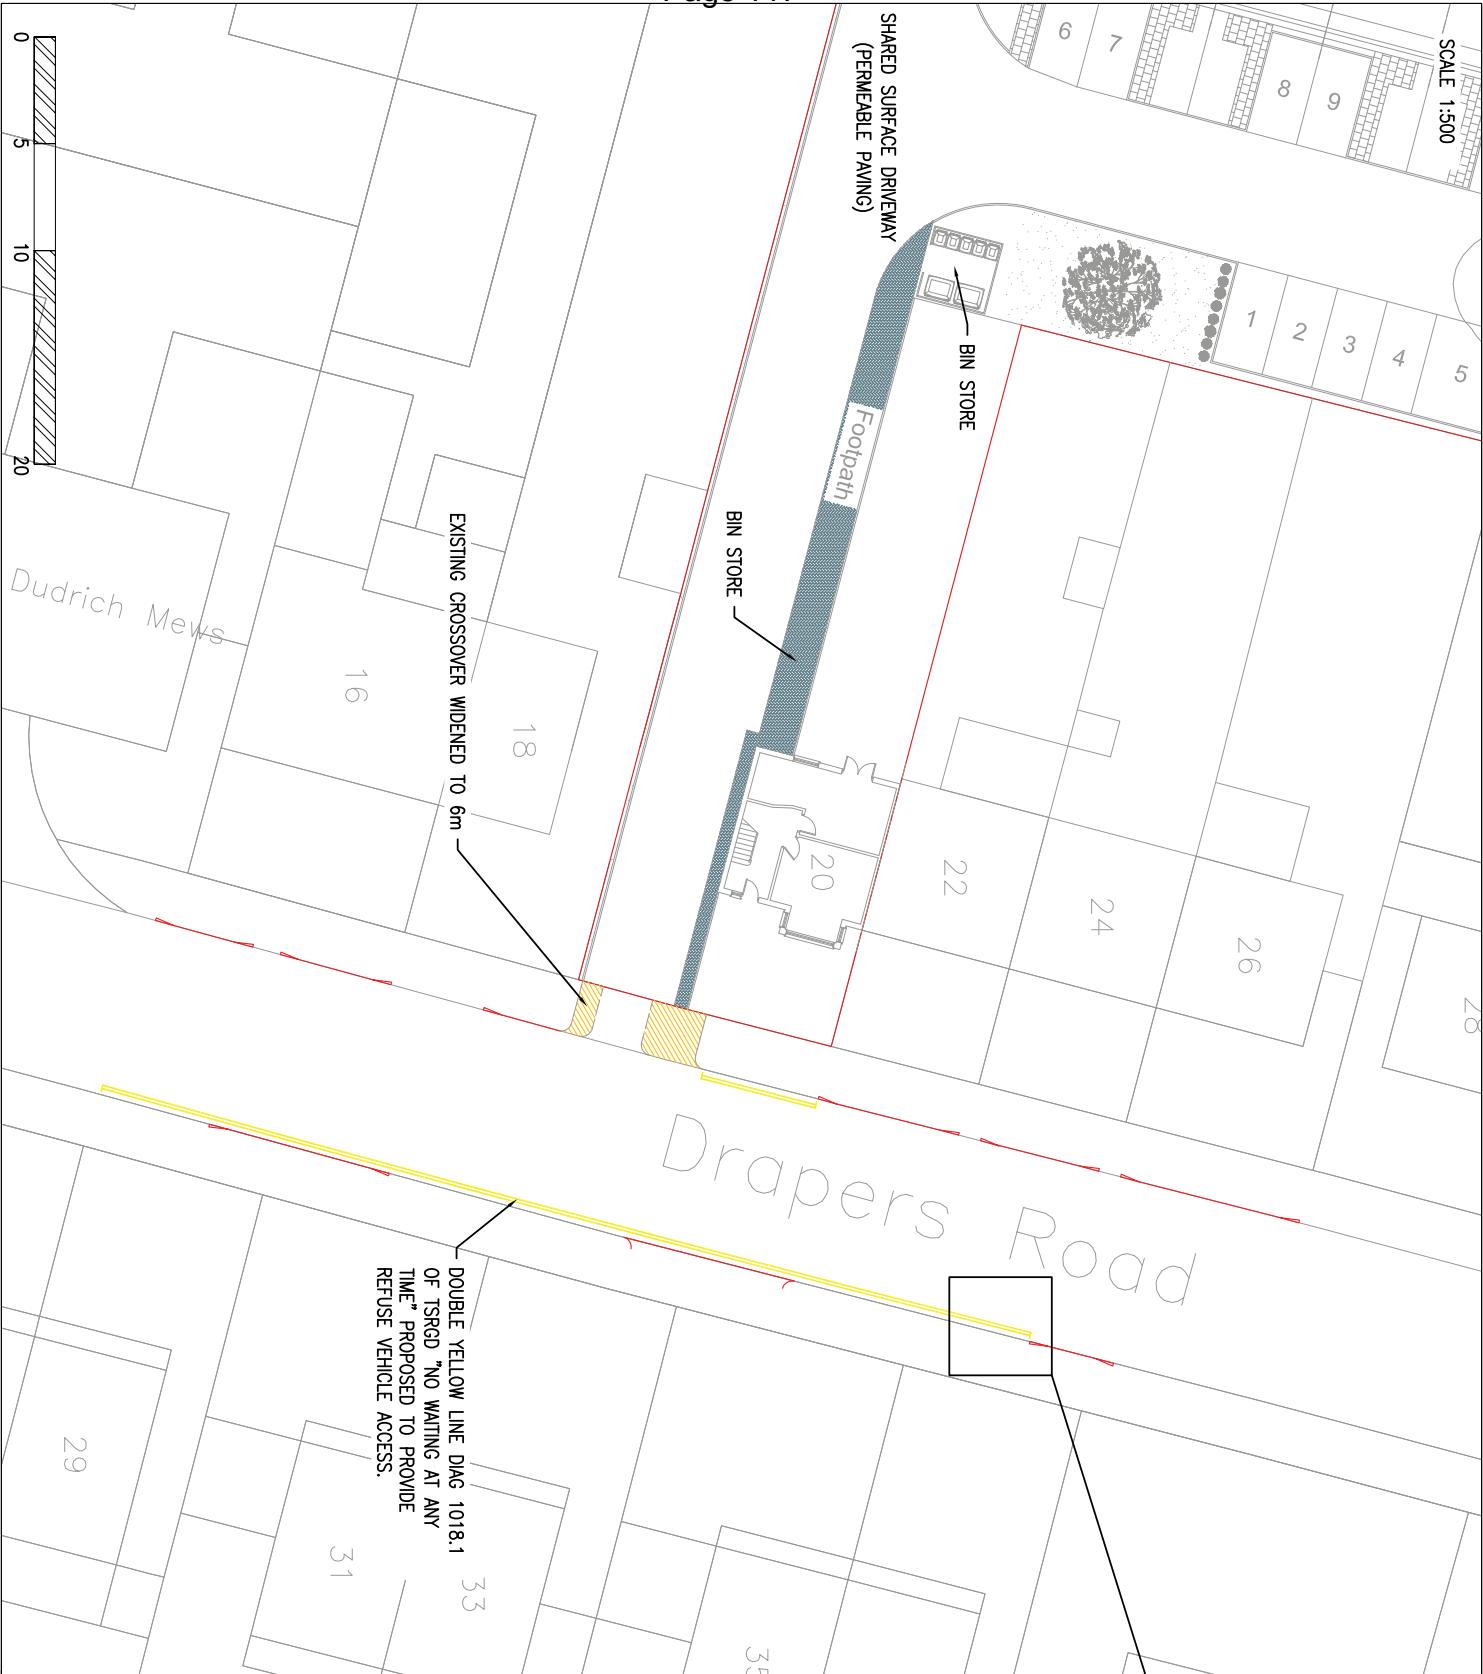 SCALE 1:500
6
7
8
9
SHARED SURFACE DRIVEWAY
(PERMEABLE PAVING)
0
5
10
20
BIN STORE
1
2
3
4
5
Footpath
BIN STORE
EXISTING CROSSOVER WIDENED TO 6m
Dudrich Mews
16
18
20
22
24
26
28
Drapers Road
DOUBLE YELLOW LINE DIAG 1018.1
OF TSRGD "NO WAITING AT ANY
TIME" PROPOSED TO PROVIDE
REFUSE VEHICLE ACCESS.
29
31
33